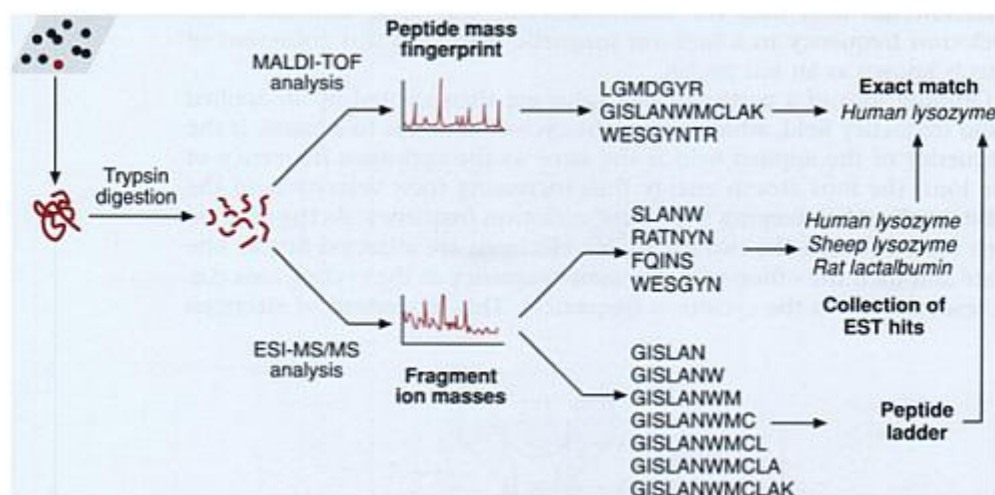 Peptide mass
fingerprint
MALDI-TOF
analysis
LGMDGYR
GISLANWMCLAK
WESGYNTR
Exact match
Human lysozyme
Trypsin
digestion
SLANW
RATNYN
FQINS
WESGYN
Human lysozyme
Sheep lysozyme
Rat lactalbumin
Collection of
EST hits
ESI-MS/MS
analysis
Fragment
ion masses
GISLAN
GISLANW
GISLANWM
GISLANWMC
GISLANWMCL
GISLANWMCLA
GISLANWMCLAK
Peptide
ladder